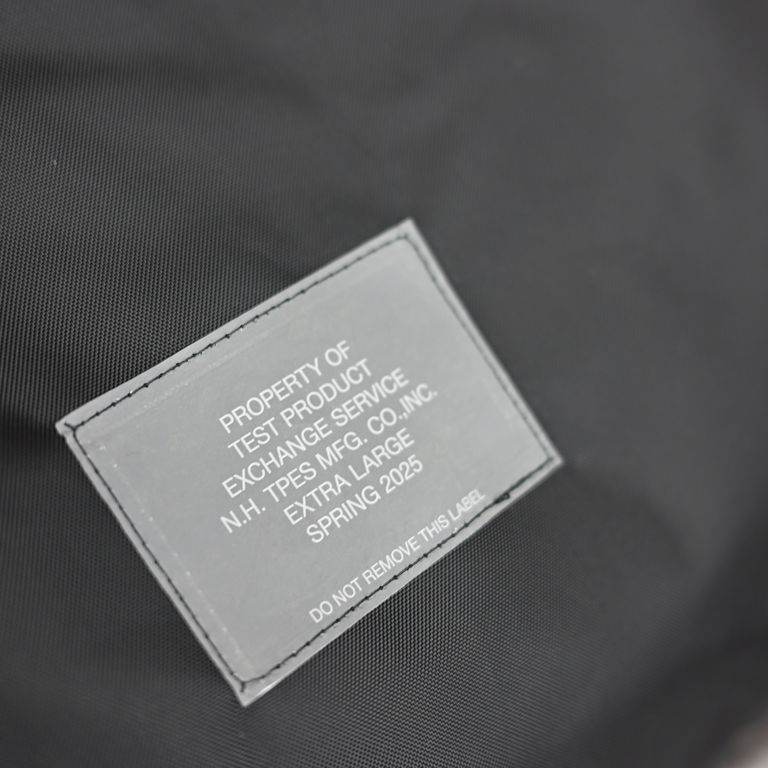 PROPERTY OF
TEST PRODUCT
EXCHANGE SERVICE
N.H. TPES MFG. CO.,INC.
EXTRA LARGE
SPRING 2025
DO NOT REMOVE THIS LABEL